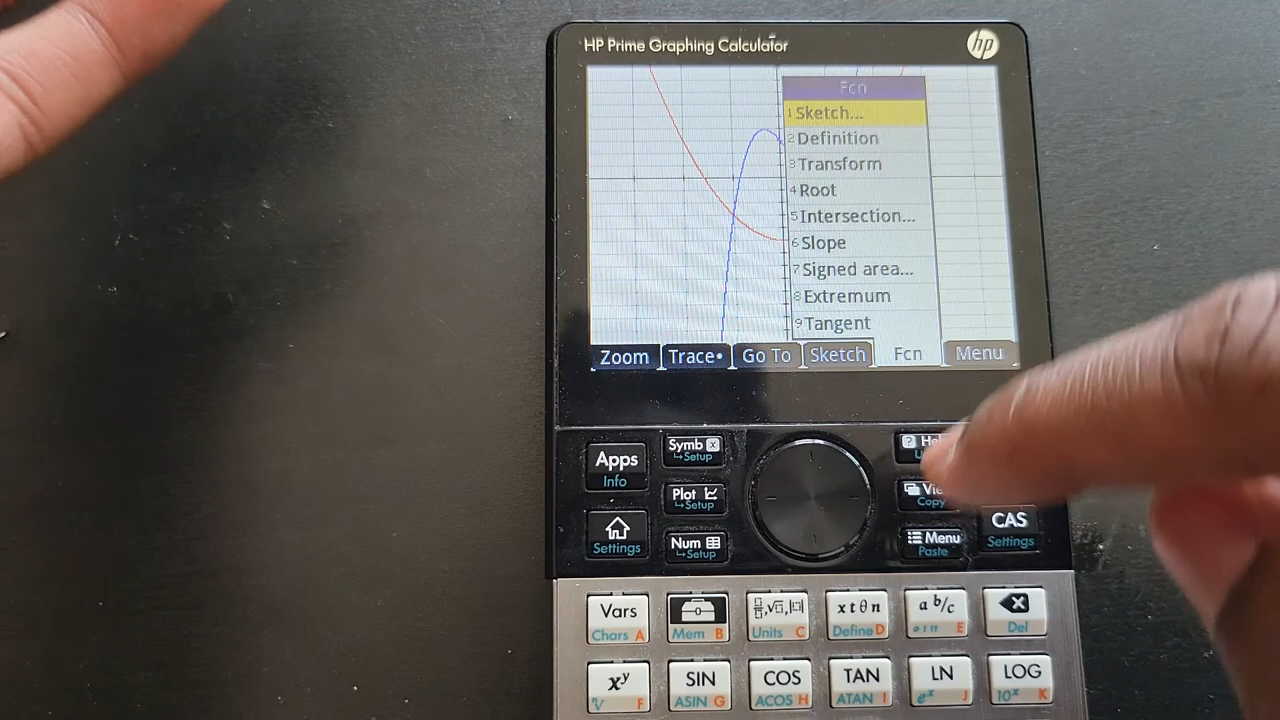 HP Prime Graphing Calculator
hp
Fcn
1 Sketch...
2 Definition
3 Transform
4 Root
5 Intersection...
6 Slope
7 Signed area...
8 Extremum
9 Tangent
Zoom Trace• Go To Sketch Fcn Menu
Apps
Info
Symb
Setup
Plot
Setup
Settings
Num
Setup
Copy
Menu
Paste
CAS
Settings
Vars
Chars A
Mem B
Units C
x t θ n
Define D
a b/c
E
Del
xʸ
F
SIN
ASIN G
COS
ACOS H
TAN
ATAN I
LN
eˣ J
LOG
10ˣ K